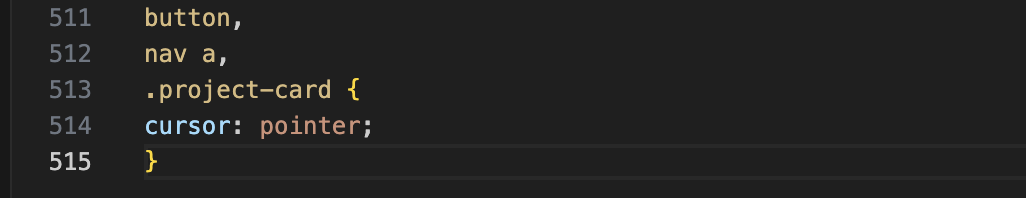 511 button,
512 nav a,
513 .project-card {
514 cursor: pointer;
515 }